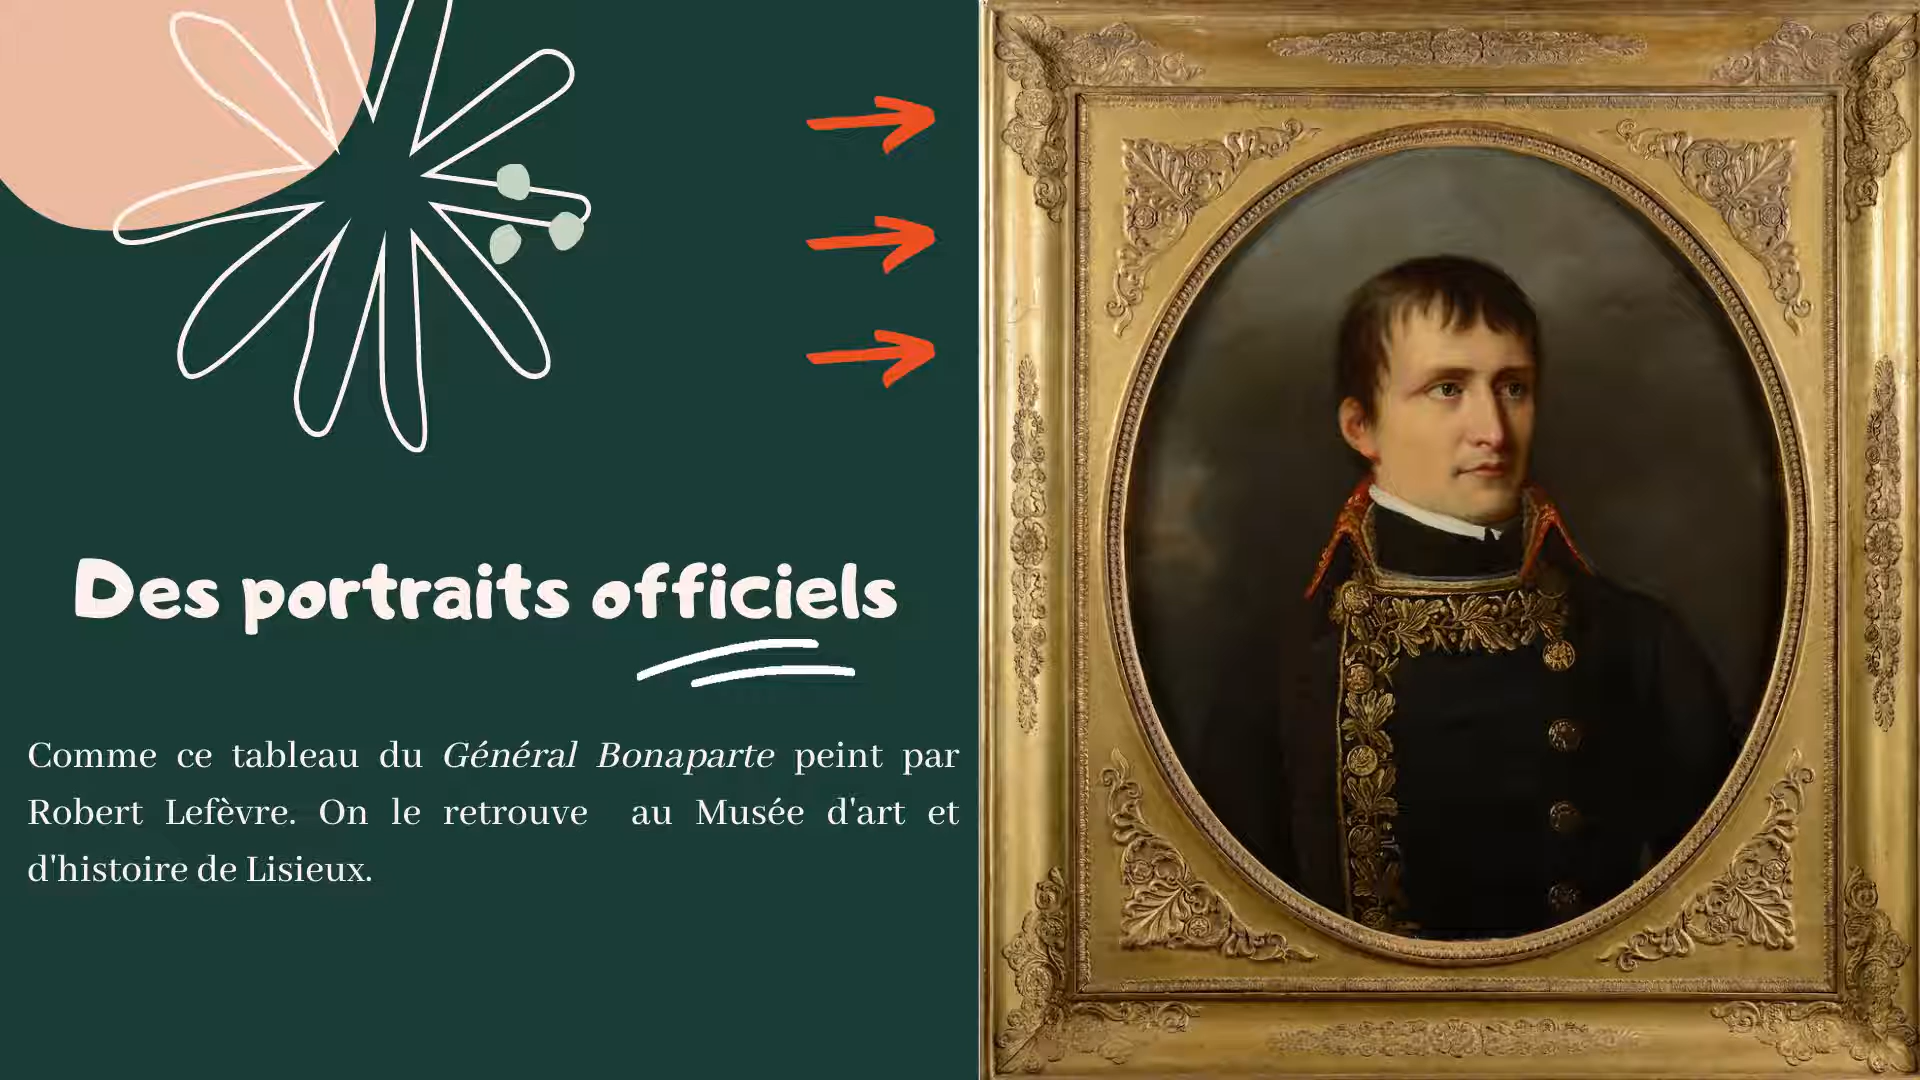 Des portraits officiels
Comme ce tableau du Général Bonaparte peint par
Robert Lefèvre. On le retrouve au Musée d'art et
d'histoire de Lisieux.